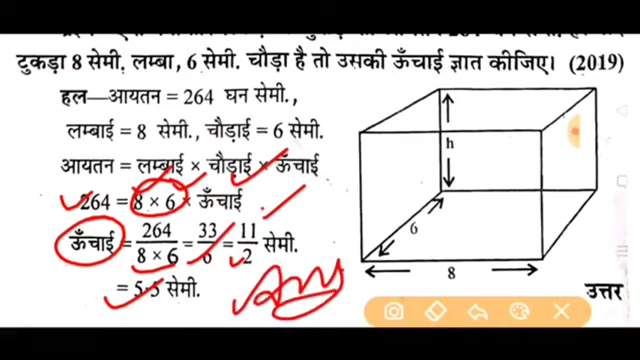 टुकड़ा 8 सेमी. लम्बा, 6 सेमी. चौड़ा है तो उसकी ऊँचाई ज्ञात कीजिए। (2019)
हल—आयतन = 264 घन सेमी.,
लम्बाई = 8 सेमी., चौड़ाई = 6 सेमी.
आयतन = लम्बाई × चौड़ाई × ऊँचाई
264 = 8 × 6 × ऊँचाई
ऊँचाई = 264 / 8 × 6 = 33 / 6 = 11 / 2 सेमी.
= 5·5 सेमी.
Ans
h
6
8
उत्तर